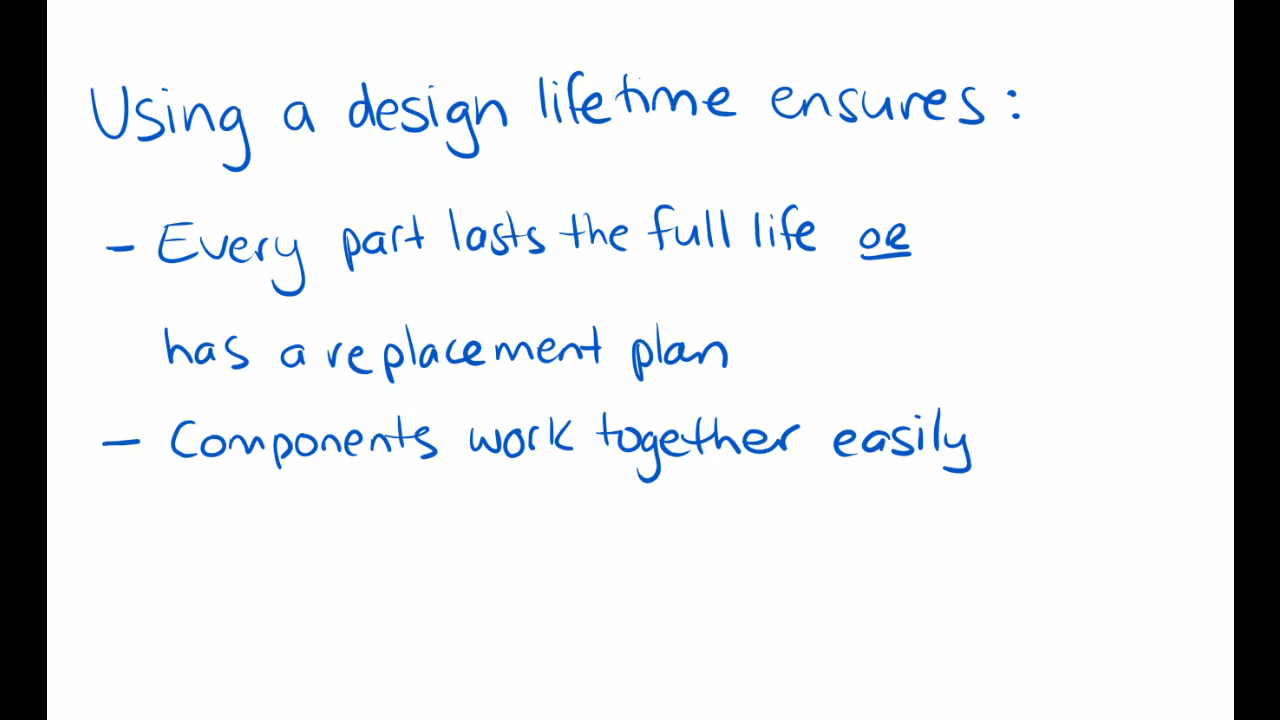 Using a design lifetime ensures:
- Every part lasts the full life or
has a replacement plan
- Components work together easily